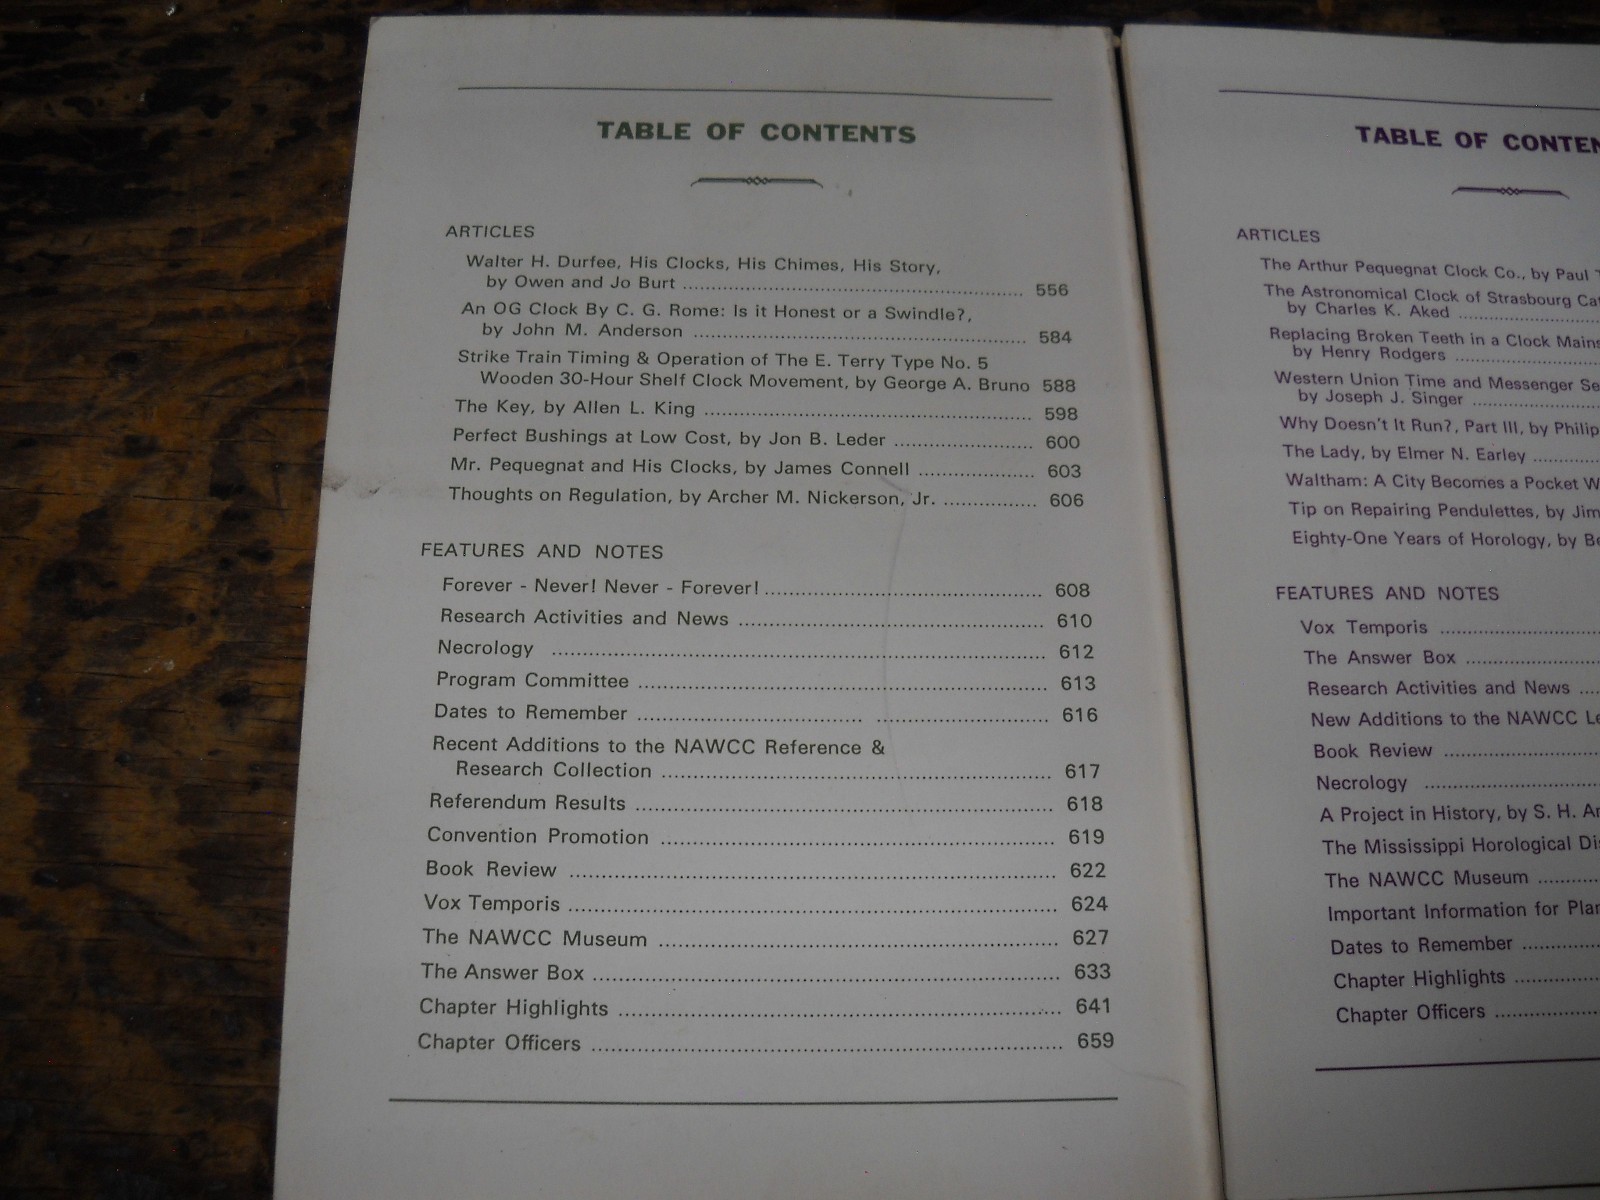 TABLE OF CONTENTS
ARTICLES
Walter H. Durfee, His Clocks, His Chimes, His Story,
by Owen and Jo Burt ........ 556
An OG Clock By C. G. Rome: Is it Honest or a Swindle?,
by John M. Anderson ........ 584
Strike Train Timing & Operation of The E. Terry Type No. 5
Wooden 30-Hour Shelf Clock Movement, by George A. Bruno 588
The Key, by Allen L. King ........ 598
Perfect Bushings at Low Cost, by Jon B. Leder ........ 600
Mr. Pequegnat and His Clocks, by James Connell ........ 603
Thoughts on Regulation, by Archer M. Nickerson, Jr. ........ 606
FEATURES AND NOTES
Forever - Never! Never - Forever! ........ 608
Research Activities and News ........ 610
Necrology ........ 612
Program Committee ........ 613
Dates to Remember ........ 616
Recent Additions to the NAWCC Reference &
Research Collection ........ 617
Referendum Results ........ 618
Convention Promotion ........ 619
Book Review ........ 622
Vox Temporis ........ 624
The NAWCC Museum ........ 627
The Answer Box ........ 633
Chapter Highlights ........ 641
Chapter Officers ........ 659
TABLE OF CONTEN
ARTICLES
The Arthur Pequegnat Clock Co., by Paul
The Astronomical Clock of Strasbourg Ca
by Charles K. Aked ........
Replacing Broken Teeth in a Clock Mains
by Henry Rodgers ........
Western Union Time and Messenger Se
by Joseph J. Singer ........
Why Doesn't It Run?, Part III, by Philip
The Lady, by Elmer N. Earley ........
Waltham: A City Becomes a Pocket W
Tip on Repairing Pendulettes, by Jim
Eighty-One Years of Horology, by Be
FEATURES AND NOTES
Vox Temporis ........
The Answer Box ........
Research Activities and News ....
New Additions to the NAWCC Le
Book Review ........
Necrology ........
A Project in History, by S. H. Ar
The Mississippi Horological Dis
The NAWCC Museum ........
Important Information for Plan
Dates to Remember ........
Chapter Highlights ........
Chapter Officers ........